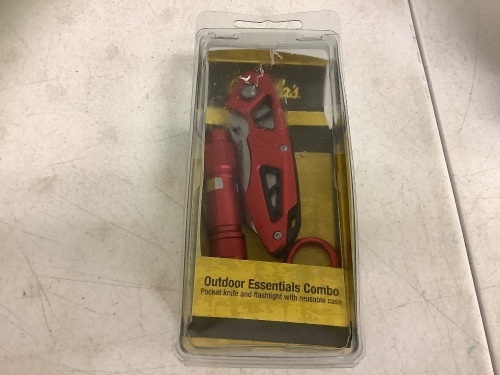 Outdoor Essentials Combo
Pocket knife and flashlight with reusable case